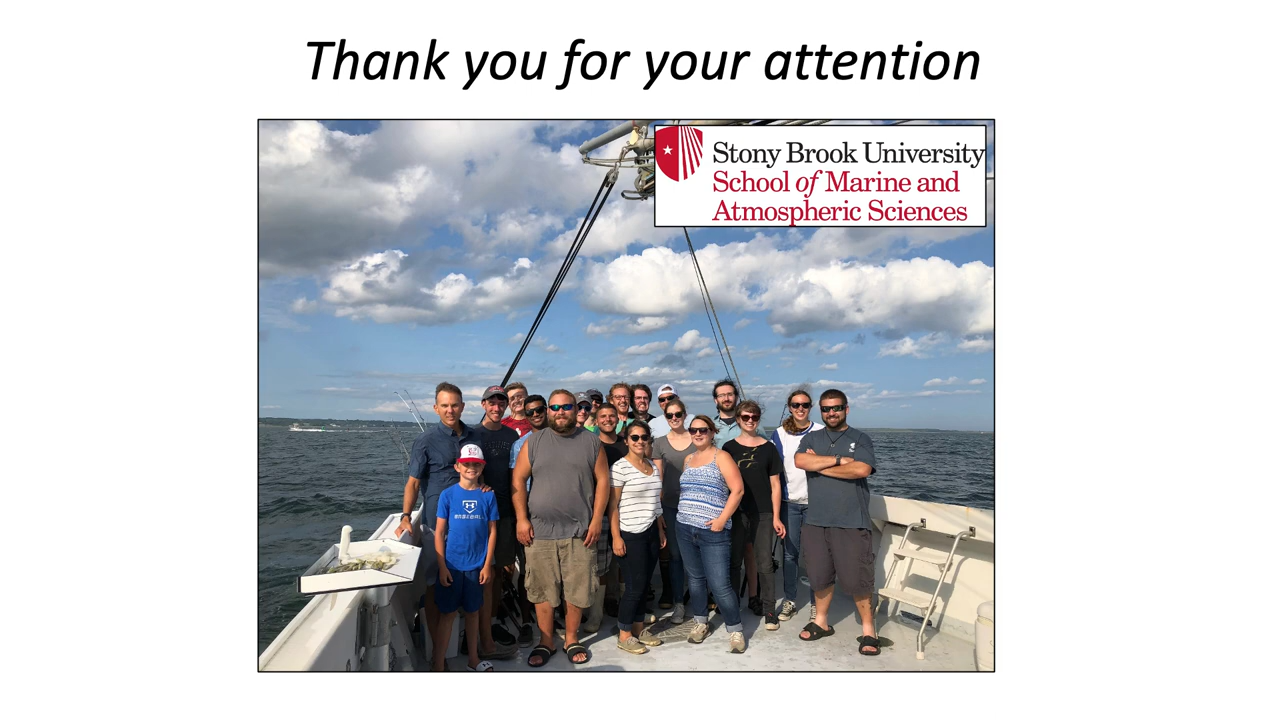 Thank you for your attention
Stony Brook University
School of Marine and
Atmospheric Sciences